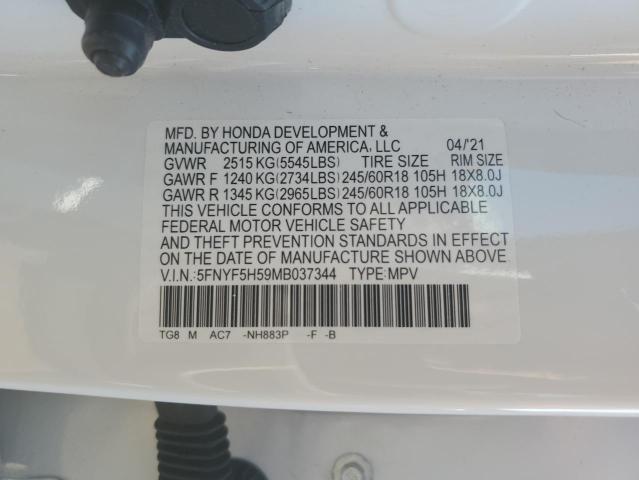 MFD. BY HONDA DEVELOPMENT &
MANUFACTURING OF AMERICA, LLC 04/'21
GVWR 2515 KG(5545LBS) TIRE SIZE RIM SIZE
GAWR F 1240 KG(2734LBS) 245/60R18 105H 18X8.0J
GAWR R 1345 KG(2965LBS) 245/60R18 105H 18X8.0J
THIS VEHICLE CONFORMS TO ALL APPLICABLE
FEDERAL MOTOR VEHICLE SAFETY
AND THEFT PREVENTION STANDARDS IN EFFECT ON
THE DATE OF MANUFACTURE SHOWN ABOVE.
V.I.N.:5FNYF5H59MB037344 TYPE:MPV
TG8 M AC7 -NH883P -F -B